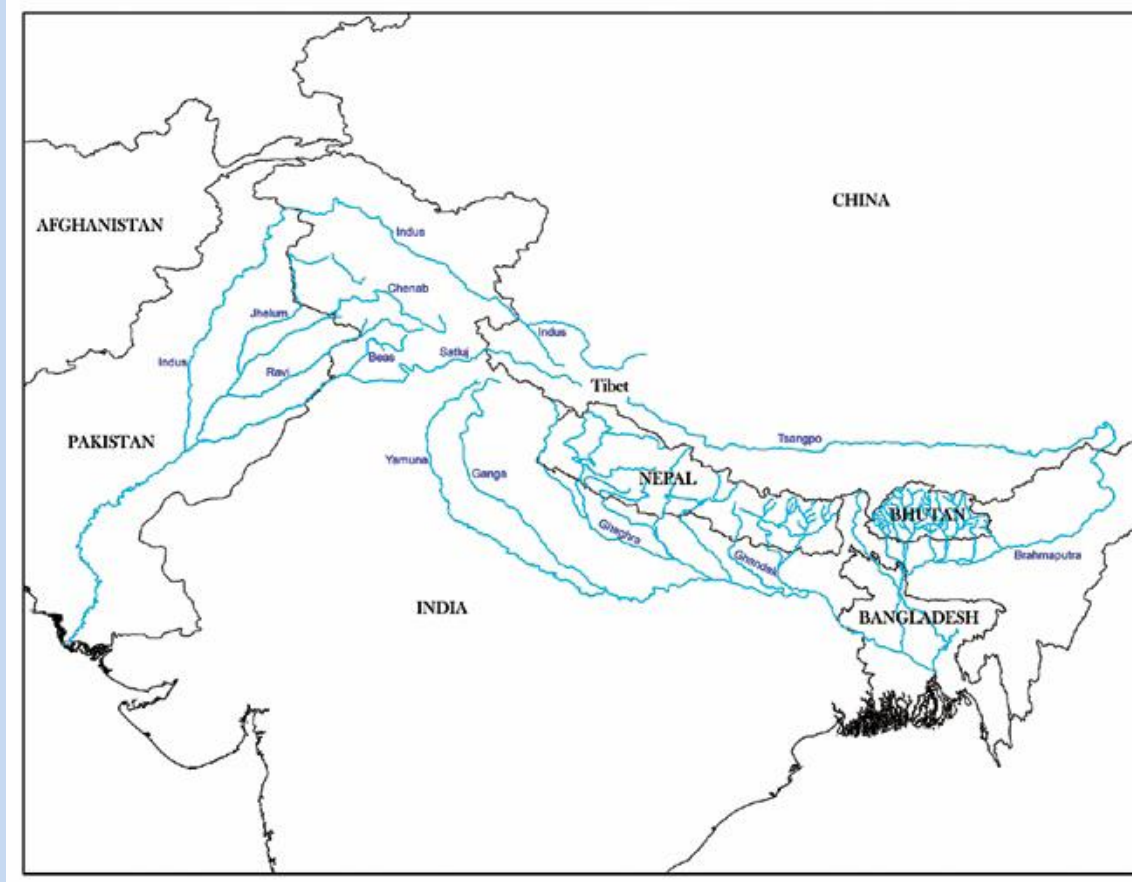 CHINA
AFGHANISTAN
Indus
Chenab
Jhelum
Indus
Indus
Beas
Satluj
Ravi
Tibet
PAKISTAN
Tsongpo
Yamuna
Ganga
NEPAL
BHUTAN
Ghaghra
Brahmaputra
Ghandak
INDIA
BANGLADESH